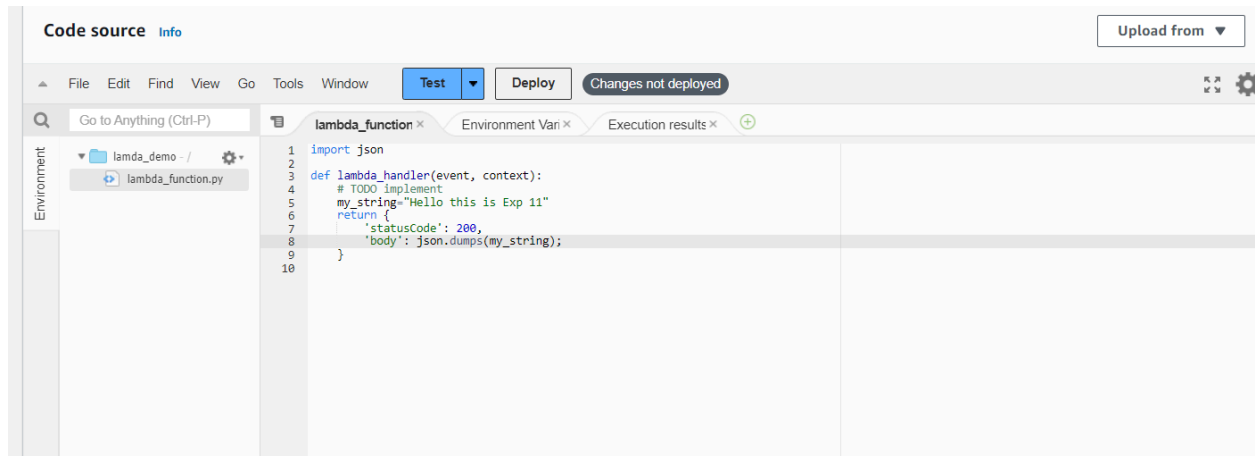 Code source Info
Upload from ▼
File Edit Find View Go Tools Window Test Deploy Changes not deployed
Go to Anything (Ctrl-P)
lambda_function × Environment Vari × Execution results ×
Environment
lamda_demo - /
lambda_function.py
1 import json
2
3 def lambda_handler(event, context):
4     # TODO implement
5     my_string="Hello this is Exp 11"
6     return {
7         'statusCode': 200,
8         'body': json.dumps(my_string);
9     }
10